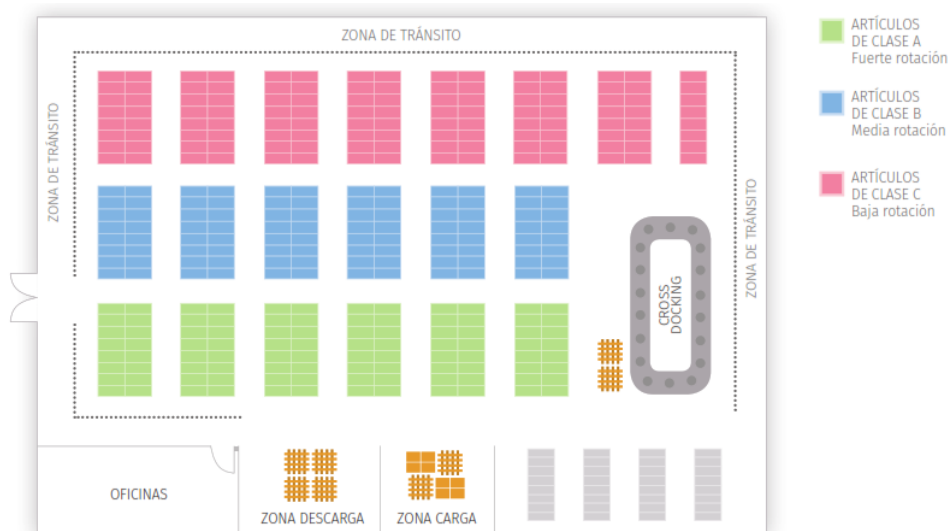 ZONA DE TRÁNSITO
ZONA DE TRÁNSITO
ZONA DE TRÁNSITO
CROSS
DOCKING
OFICINAS
ZONA DESCARGA
ZONA CARGA
ARTÍCULOS
DE CLASE A
Fuerte rotación
ARTÍCULOS
DE CLASE B
Media rotación
ARTÍCULOS
DE CLASE C
Baja rotación